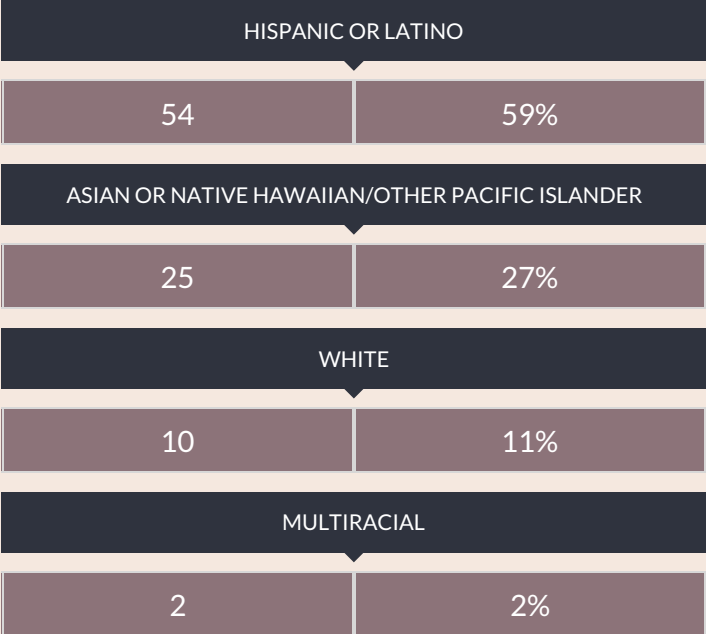 HISPANIC OR LATINO
54 59%
ASIAN OR NATIVE HAWAIIAN/OTHER PACIFIC ISLANDER
25 27%
WHITE
10 11%
MULTIRACIAL
2 2%